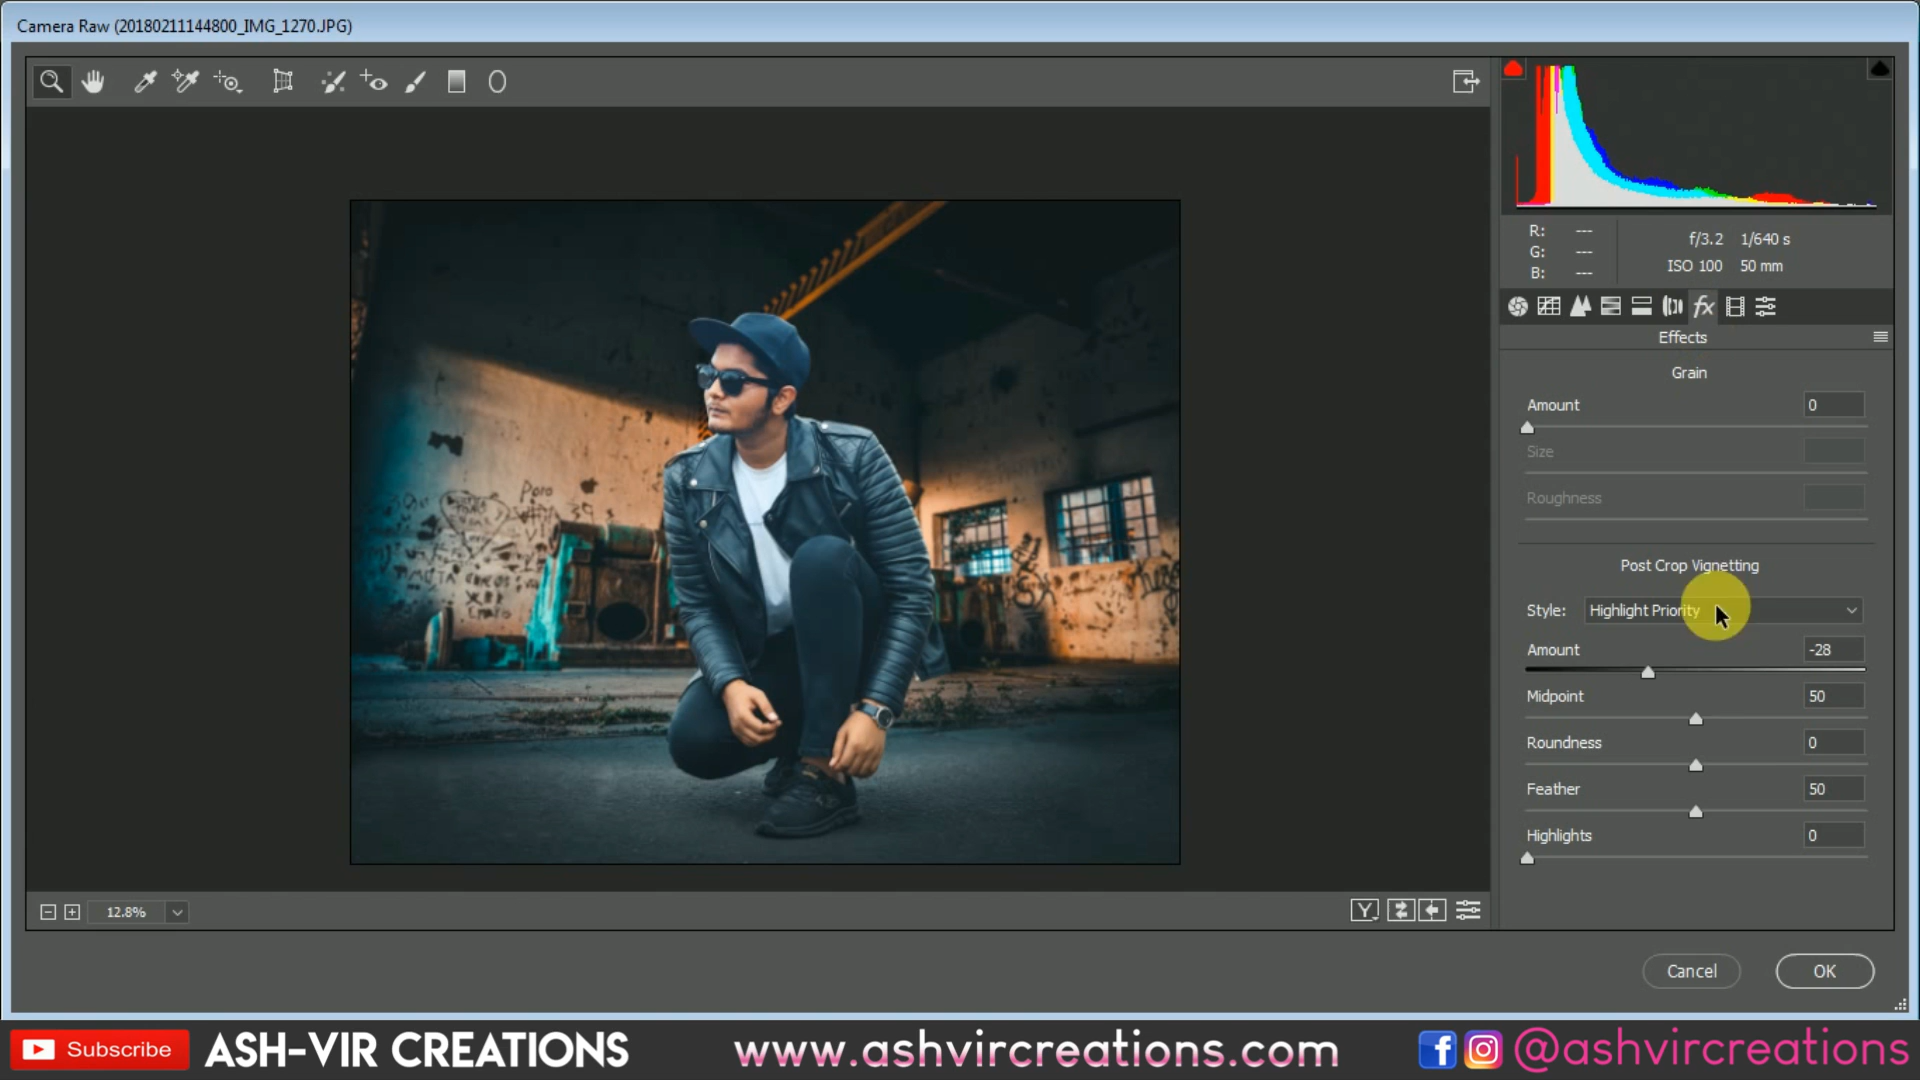 Camera Raw (20180211144800_IMG_1270.JPG)
R: ---
G: ---
B: ---
f/3.2 1/640 s
ISO 100 50 mm
fx
Effects
Grain
Amount 0
Size
Roughness
Post Crop Vignetting
Style: Highlight Priority
Amount -28
Midpoint 50
Roundness 0
Feather 50
Highlights 0
12.8%
Y
Cancel OK
Subscribe ASH-VIR CREATIONS www.ashvircreations.com @ashvircreations